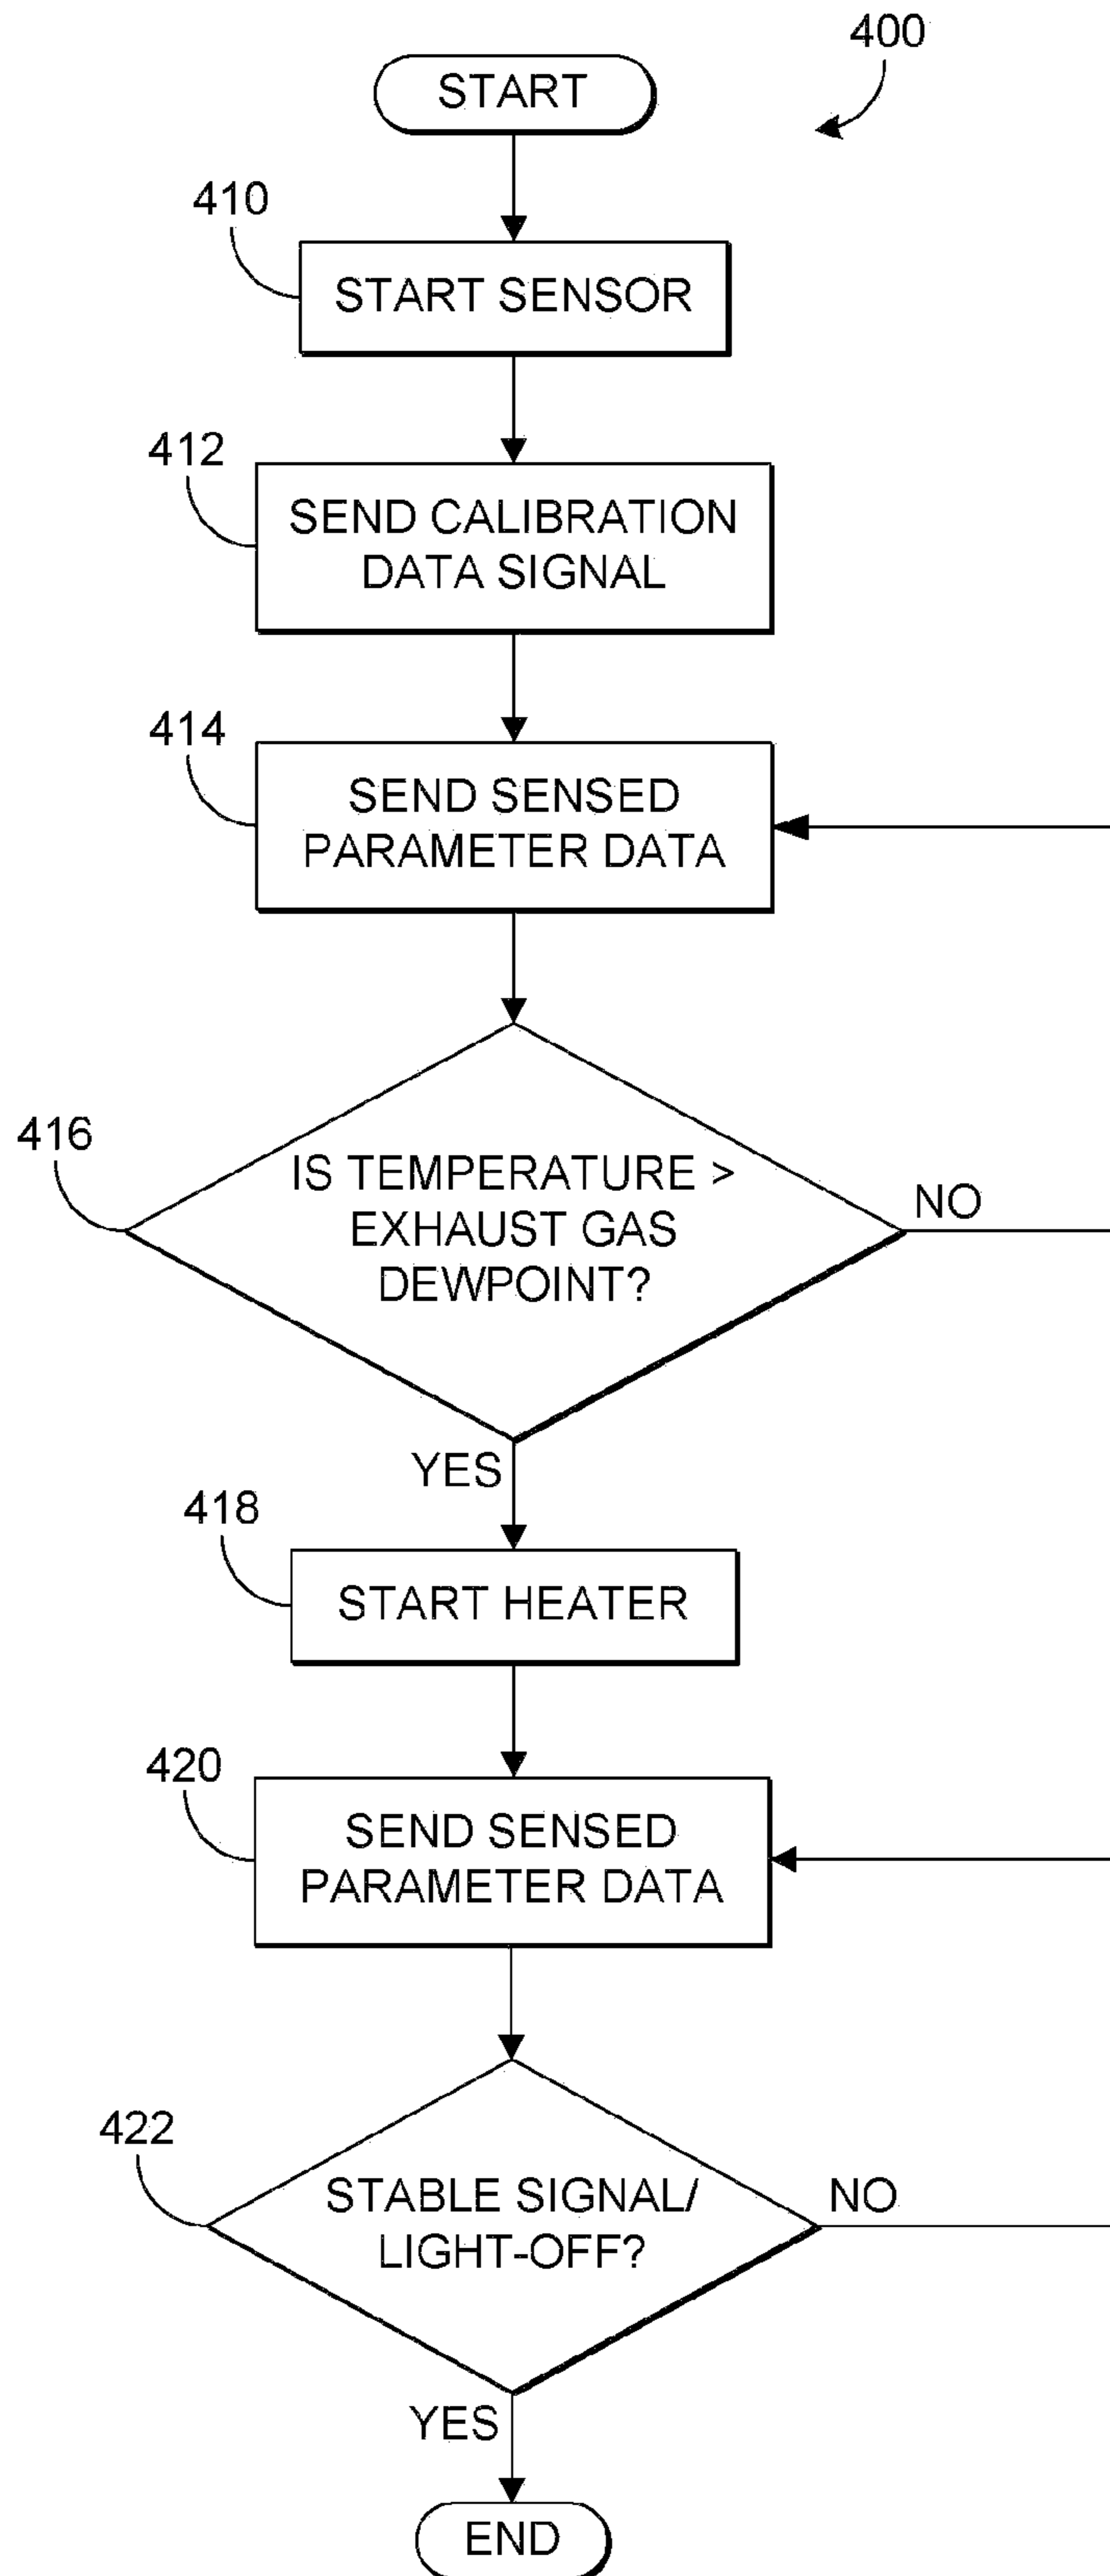 400
START
410
START SENSOR
412
SEND CALIBRATION
DATA SIGNAL
414
SEND SENSED
PARAMETER DATA
416
IS TEMPERATURE >
EXHAUST GAS
DEWPOINT?
NO
YES
418
START HEATER
420
SEND SENSED
PARAMETER DATA
422
STABLE SIGNAL/
LIGHT-OFF?
NO
YES
END